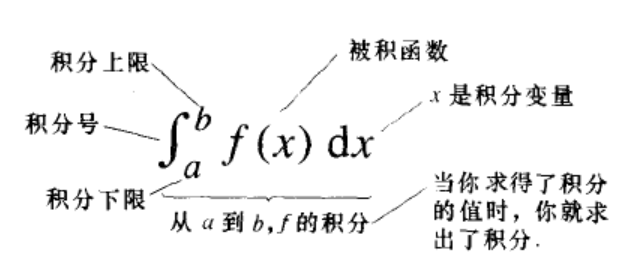 被积函数
积分上限
x 是积分变量
积分号
∫_a^b f(x) dx
积分下限
从 a 到 b, f 的积分
当你求得了积分
的值时，你就求
出了积分.